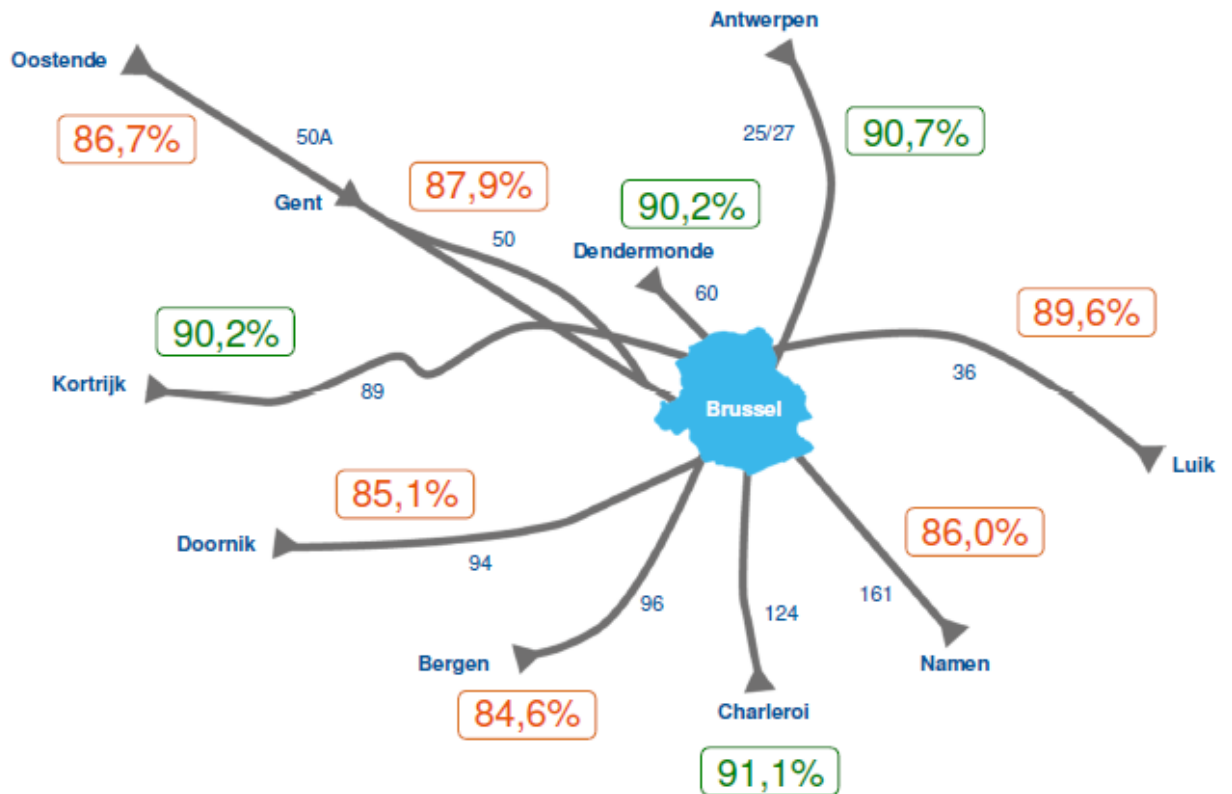 Antwerpen
Oostende
86,7%
50A
25/27
90,7%
Gent
87,9%
90,2%
50
Dendermonde
60
89,6%
90,2%
Kortrijk
89
36
Brussel
Luik
85,1%
Doornik
94
86,0%
96
124
161
Bergen
Namen
84,6%
Charleroi
91,1%